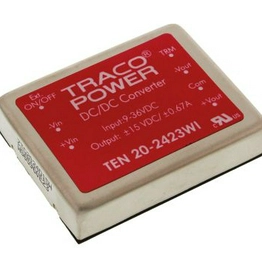 Ext
ON/OFF
-Vin
+Vin
TRACO
POWER
DC/DC Converter
Input:9-36VDC
Output: ±15 VDC/±0.67A
TEN 20-2423WI
TRM
-Vout
Com
+Vout